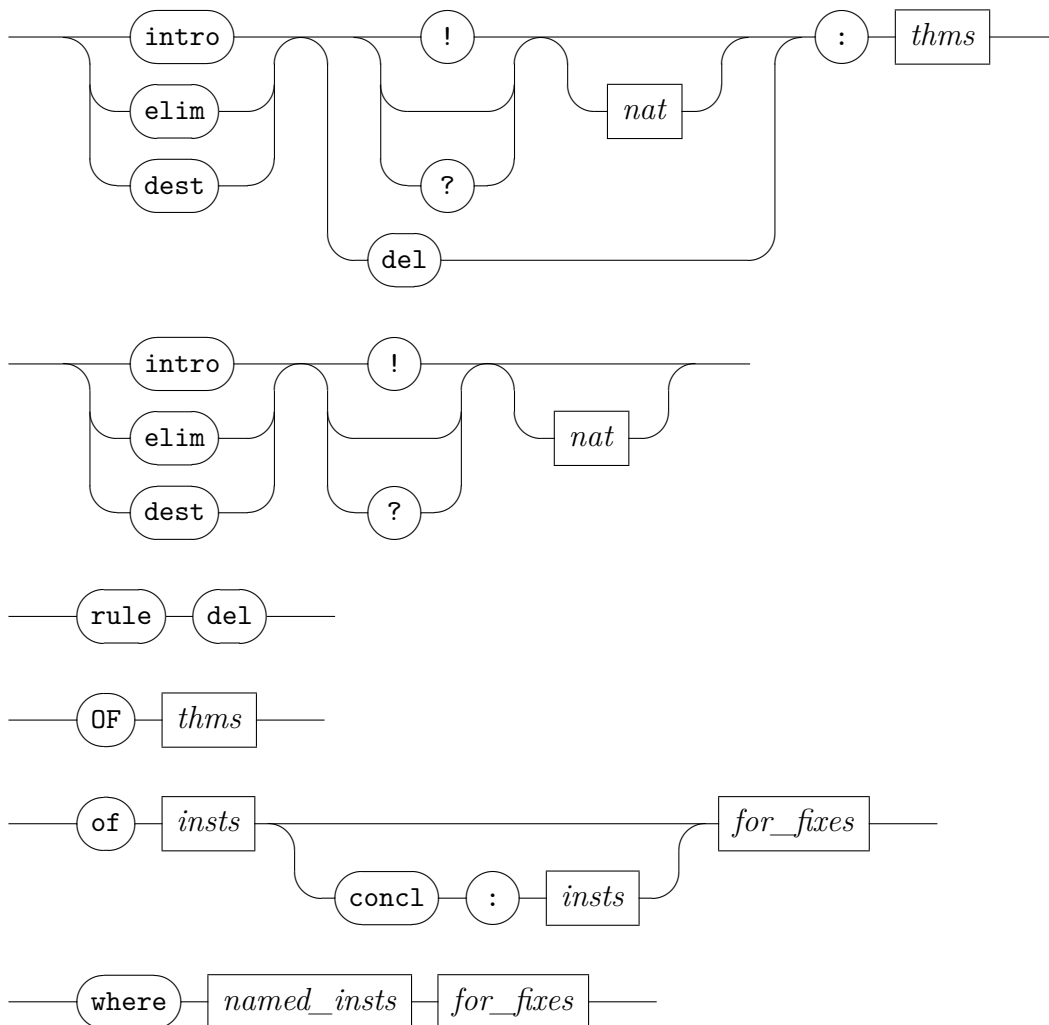 intro ! : thms
elim nat
dest ?
del
intro !
elim nat
dest ?
rule del
OF thms
of insts for_fixes
concl : insts
where named_insts for_fixes